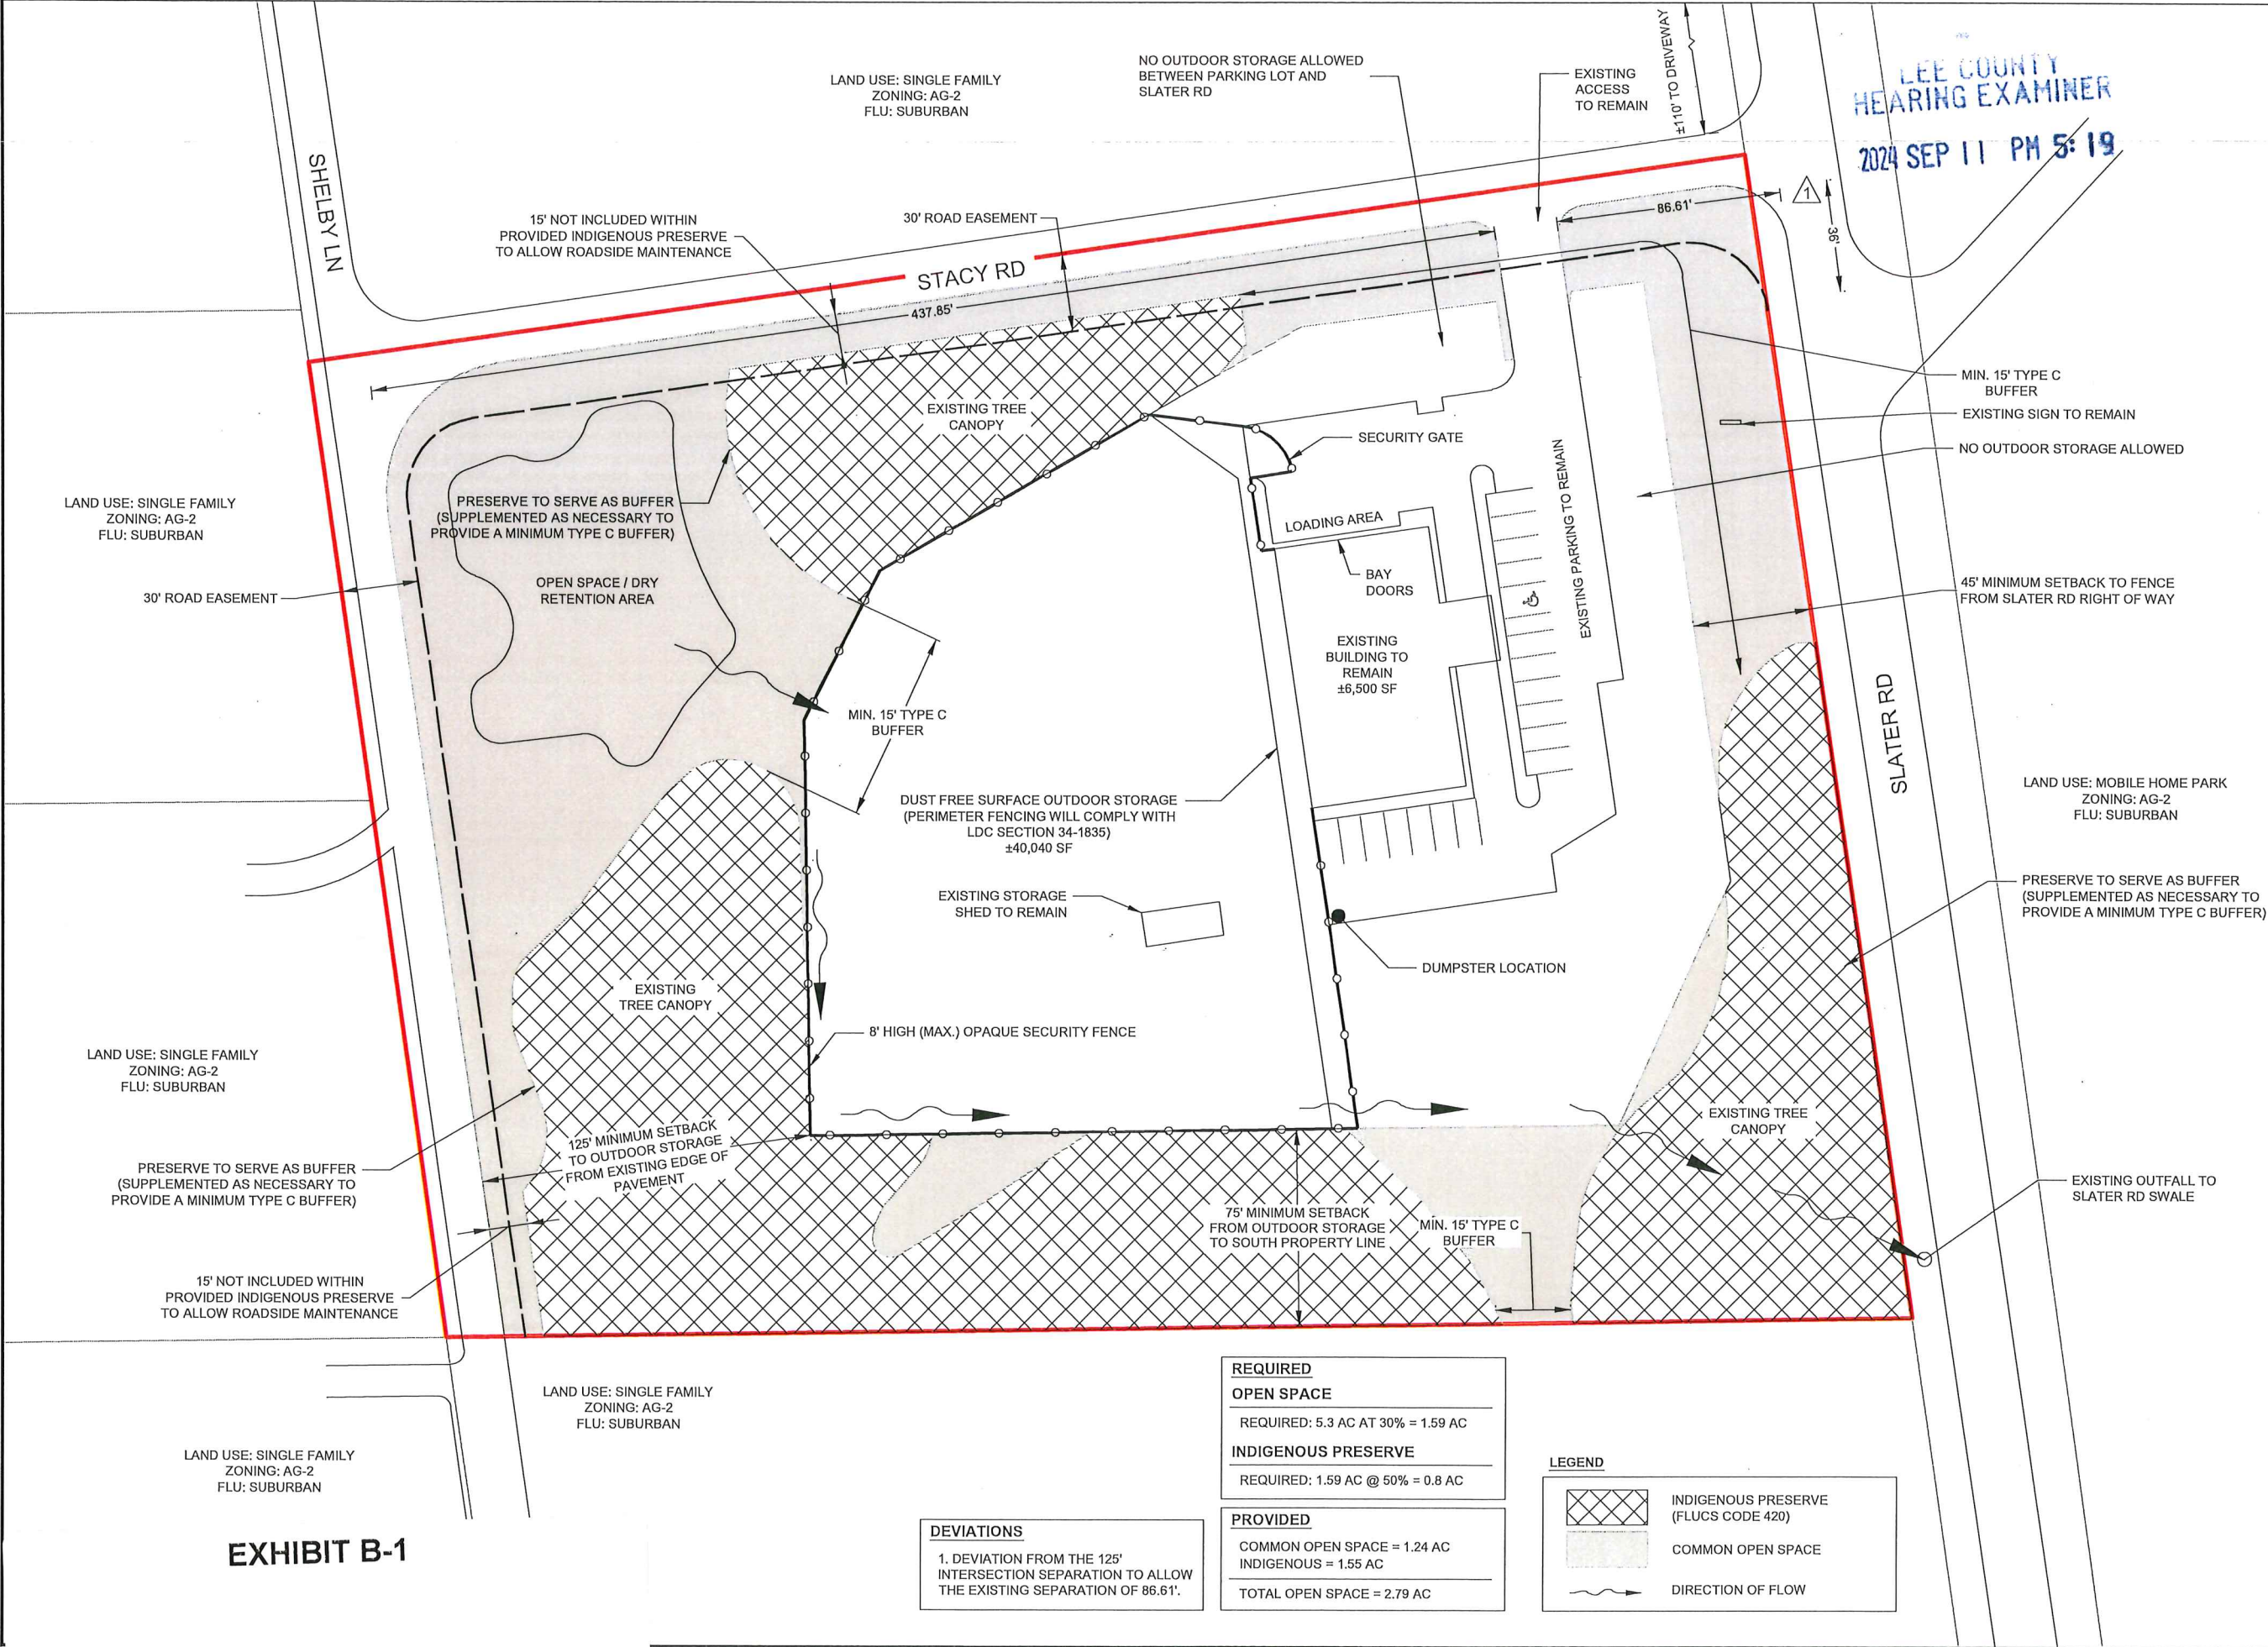 LAND USE: SINGLE FAMILY
ZONING: AG-2
FLU: SUBURBAN
NO OUTDOOR STORAGE ALLOWED
BETWEEN PARKING LOT AND
SLATER RD
EXISTING
ACCESS
TO REMAIN
±110' TO DRIVEWAY
LEE COUNTY
HEARING EXAMINER
2024 SEP 11 PM 5:19
SHELBY LN
15' NOT INCLUDED WITHIN
PROVIDED INDIGENOUS PRESERVE
TO ALLOW ROADSIDE MAINTENANCE
30' ROAD EASEMENT
STACY RD
437.85'
86.61'
1
36'
MIN. 15' TYPE C
BUFFER
EXISTING SIGN TO REMAIN
NO OUTDOOR STORAGE ALLOWED
EXISTING TREE
CANOPY
SECURITY GATE
EXISTING PARKING TO REMAIN
LAND USE: SINGLE FAMILY
ZONING: AG-2
FLU: SUBURBAN
PRESERVE TO SERVE AS BUFFER
(SUPPLEMENTED AS NECESSARY TO
PROVIDE A MINIMUM TYPE C BUFFER)
LOADING AREA
BAY
DOORS
OPEN SPACE / DRY
RETENTION AREA
30' ROAD EASEMENT
45' MINIMUM SETBACK TO FENCE
FROM SLATER RD RIGHT OF WAY
EXISTING
BUILDING TO
REMAIN
±6,500 SF
MIN. 15' TYPE C
BUFFER
SLATER RD
LAND USE: MOBILE HOME PARK
ZONING: AG-2
FLU: SUBURBAN
DUST FREE SURFACE OUTDOOR STORAGE
(PERIMETER FENCING WILL COMPLY WITH
LDC SECTION 34-1835)
±40,040 SF
EXISTING STORAGE
SHED TO REMAIN
PRESERVE TO SERVE AS BUFFER
(SUPPLEMENTED AS NECESSARY TO
PROVIDE A MINIMUM TYPE C BUFFER)
DUMPSTER LOCATION
EXISTING
TREE CANOPY
8' HIGH (MAX.) OPAQUE SECURITY FENCE
LAND USE: SINGLE FAMILY
ZONING: AG-2
FLU: SUBURBAN
EXISTING TREE
CANOPY
125' MINIMUM SETBACK
TO OUTDOOR STORAGE
FROM EXISTING EDGE OF
PAVEMENT
PRESERVE TO SERVE AS BUFFER
(SUPPLEMENTED AS NECESSARY TO
PROVIDE A MINIMUM TYPE C BUFFER)
75' MINIMUM SETBACK
FROM OUTDOOR STORAGE
TO SOUTH PROPERTY LINE
MIN. 15' TYPE C
BUFFER
EXISTING OUTFALL TO
SLATER RD SWALE
15' NOT INCLUDED WITHIN
PROVIDED INDIGENOUS PRESERVE
TO ALLOW ROADSIDE MAINTENANCE
LAND USE: SINGLE FAMILY
ZONING: AG-2
FLU: SUBURBAN
LAND USE: SINGLE FAMILY
ZONING: AG-2
FLU: SUBURBAN
EXHIBIT B-1
DEVIATIONS
1. DEVIATION FROM THE 125'
INTERSECTION SEPARATION TO ALLOW
THE EXISTING SEPARATION OF 86.61'.
REQUIRED
OPEN SPACE
REQUIRED: 5.3 AC AT 30% = 1.59 AC
INDIGENOUS PRESERVE
REQUIRED: 1.59 AC @ 50% = 0.8 AC
PROVIDED
COMMON OPEN SPACE = 1.24 AC
INDIGENOUS = 1.55 AC
TOTAL OPEN SPACE = 2.79 AC
LEGEND
INDIGENOUS PRESERVE
(FLUCS CODE 420)
COMMON OPEN SPACE
DIRECTION OF FLOW